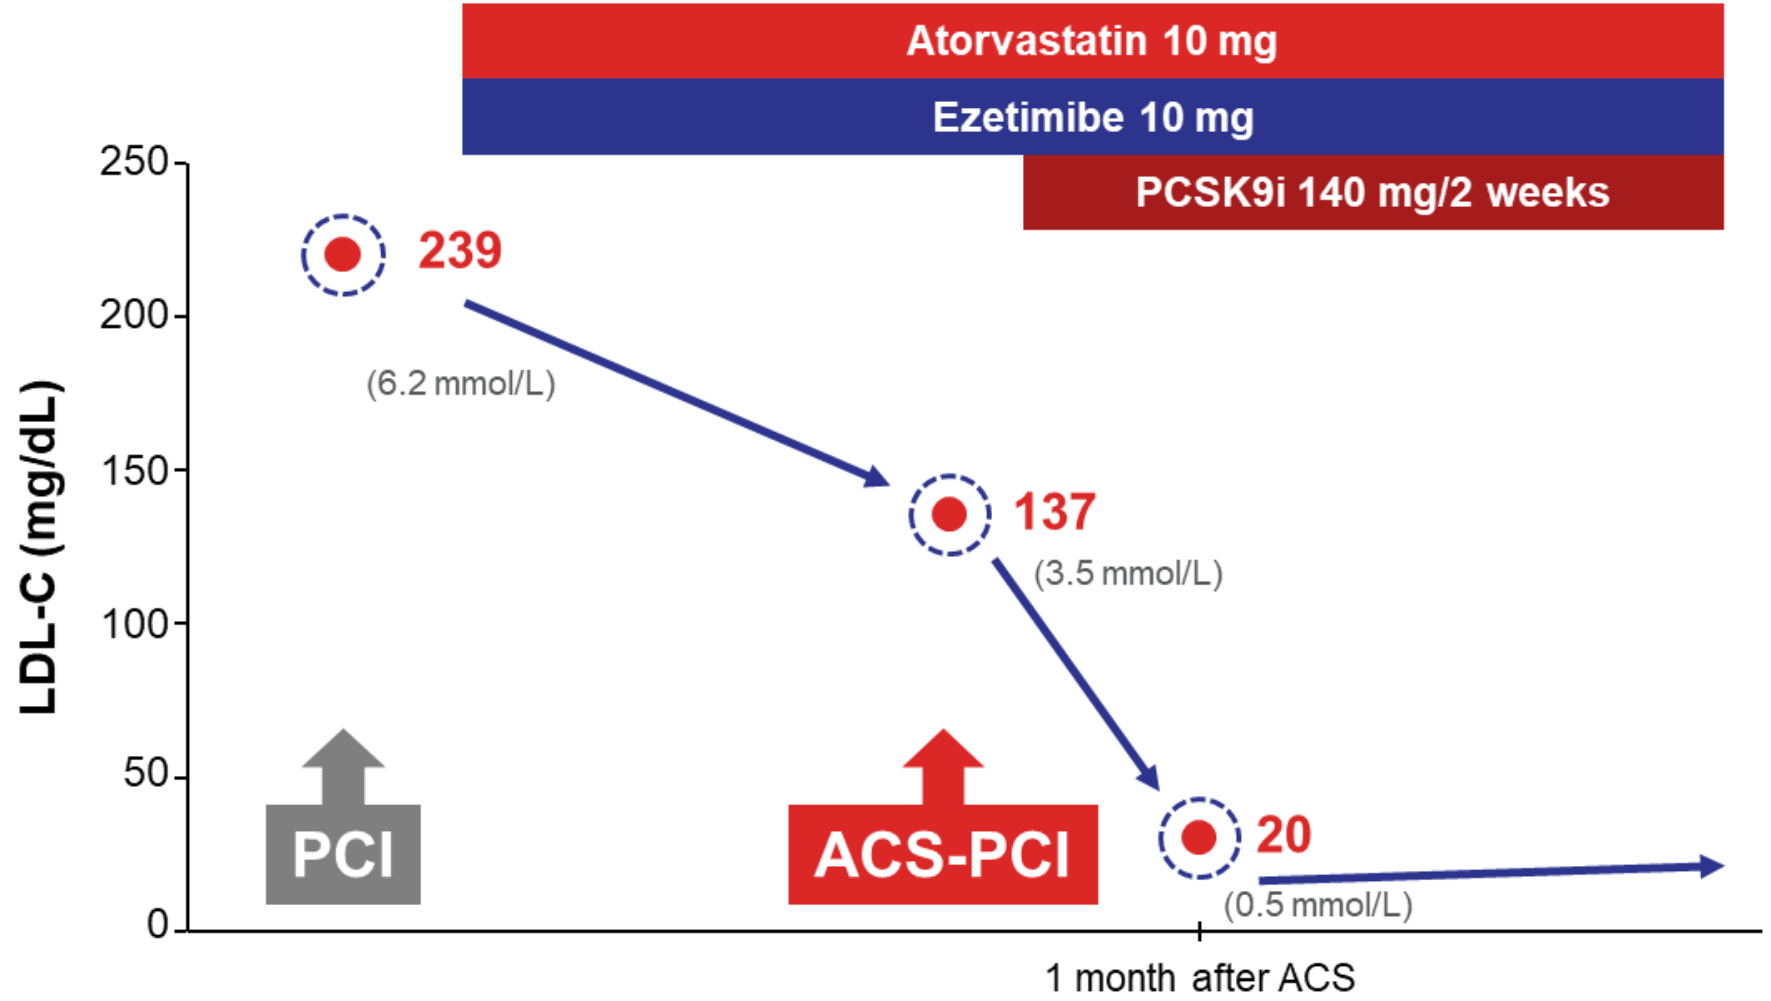 Atorvastatin 10 mg
Ezetimibe 10 mg
PCSK9i 140 mg/2 weeks
LDL-C (mg/dL)
250
200
150
100
50
0
239
(6.2 mmol/L)
137
(3.5 mmol/L)
20
(0.5 mmol/L)
PCI
ACS-PCI
1 month after ACS